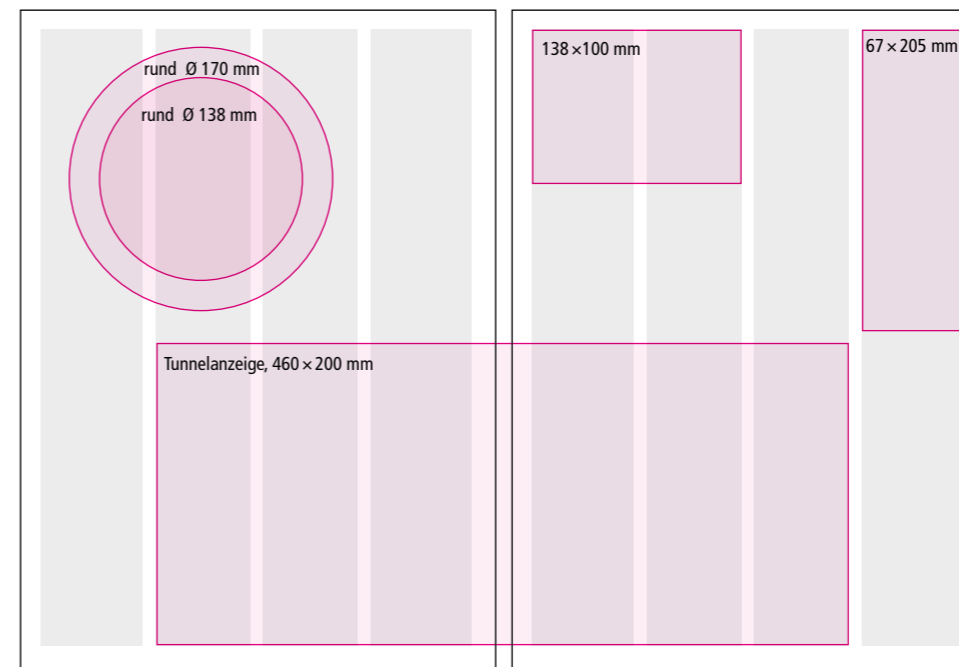 rund Ø 170 mm
rund Ø 138 mm
Tunnelanzeige, 460 × 200 mm
138 ×100 mm
67 × 205 mm